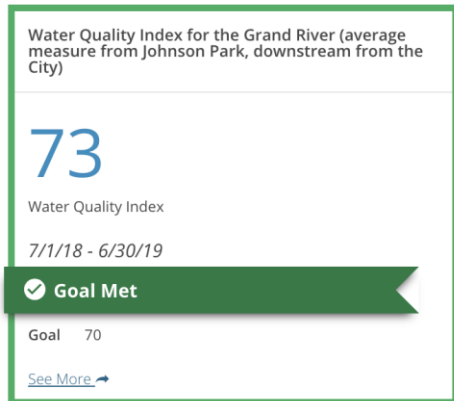 Water Quality Index for the Grand River (average
measure from Johnson Park, downstream from the
City)
73
Water Quality Index
7/1/18 - 6/30/19
Goal Met
Goal 70
See More